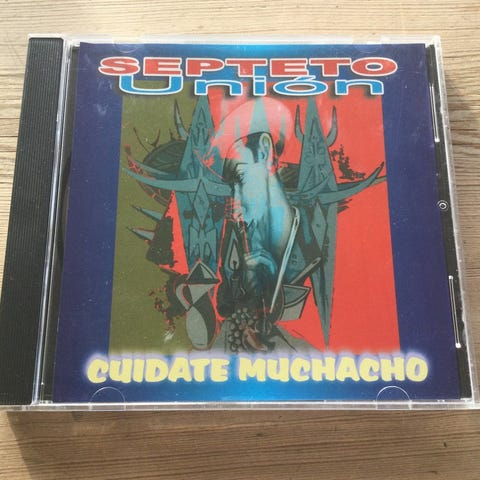 SEPTETO
Unión
CUIDATE MUCHACHO